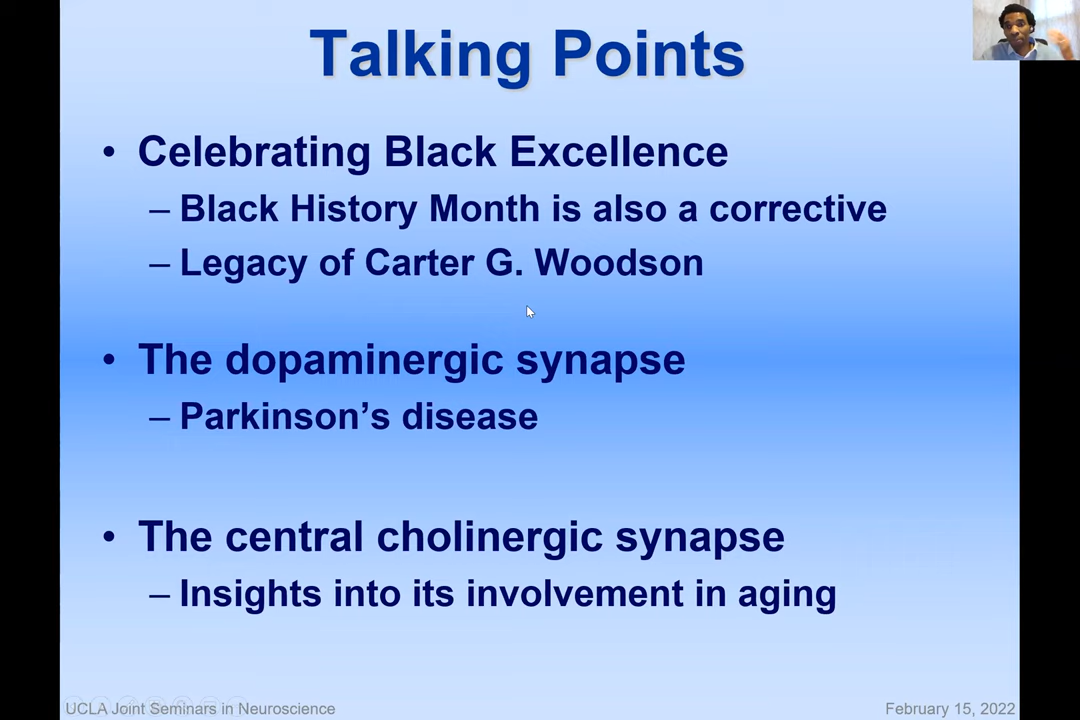 Talking Points
• Celebrating Black Excellence
– Black History Month is also a corrective
– Legacy of Carter G. Woodson
• The dopaminergic synapse
– Parkinson’s disease
• The central cholinergic synapse
– Insights into its involvement in aging
UCLA Joint Seminars in Neuroscience
February 15, 2022